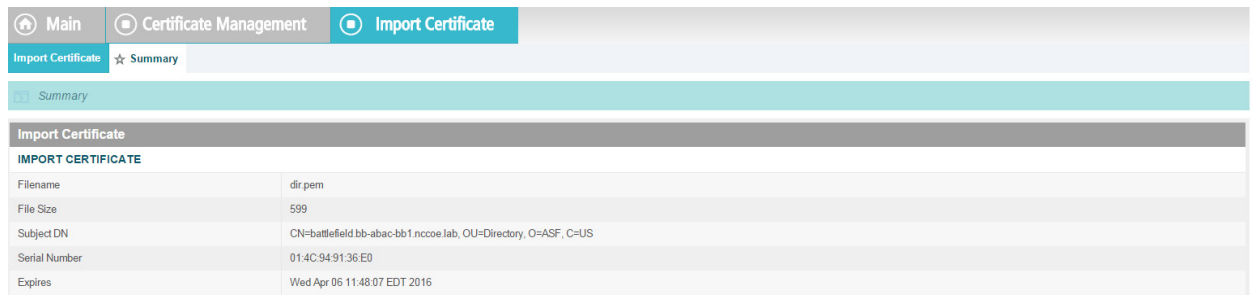 Main Certificate Management Import Certificate
Import Certificate Summary
Summary
Import Certificate
IMPORT CERTIFICATE
Filename dir.pem
File Size 599
Subject DN CN=battlefield.bb-abac-bb1.nccoe.lab, OU=Directory, O=ASF, C=US
Serial Number 01:4C:94:91:36:E0
Expires Wed Apr 06 11:48:07 EDT 2016